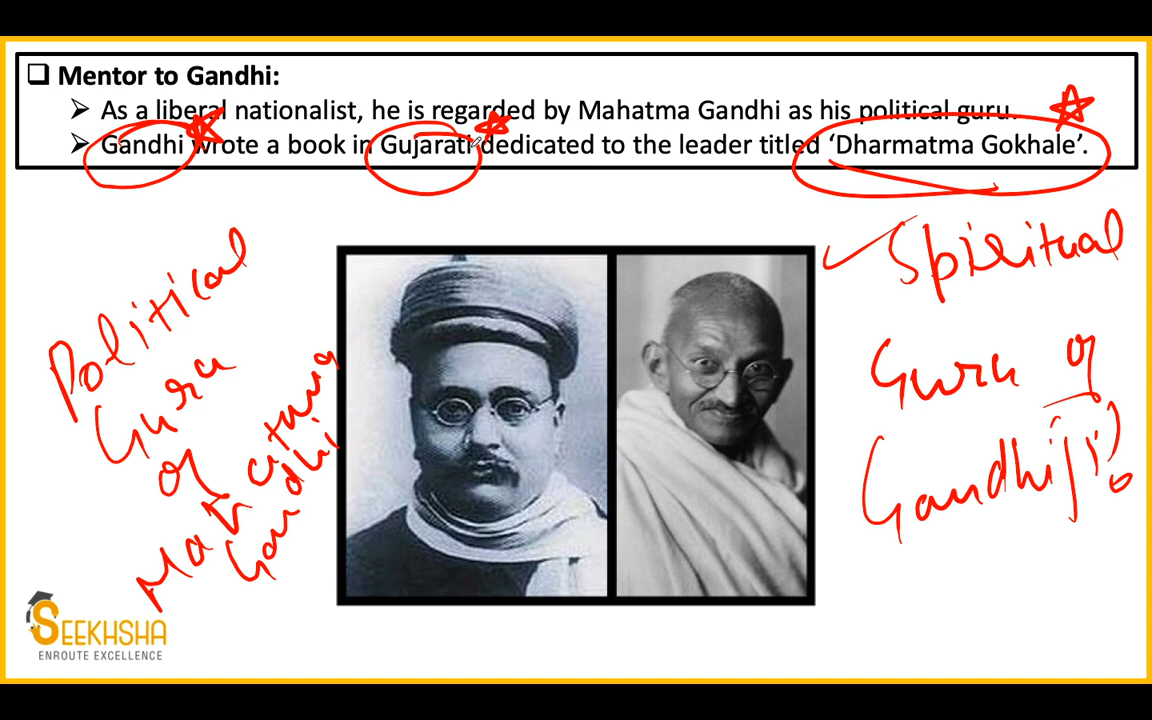 ❑ Mentor to Gandhi:
➢ As a liberal nationalist, he is regarded by Mahatma Gandhi as his political guru.
➢ Gandhi wrote a book in Gujarati dedicated to the leader titled ‘Dharmatma Gokhale’.
Political
Guru
of
Mahatma
Gandhi
Spiritual
Guru of
Gandhiji?
SEEKHSHA
ENROUTE EXCELLENCE